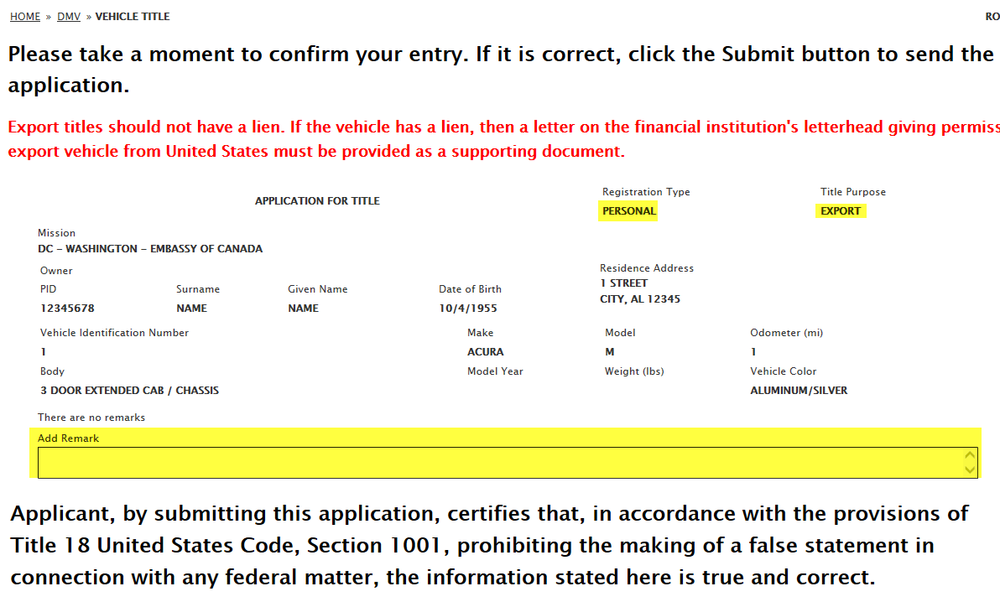 HOME » DMV » VEHICLE TITLE RO
Please take a moment to confirm your entry. If it is correct, click the Submit button to send the
application.
Export titles should not have a lien. If the vehicle has a lien, then a letter on the financial institution's letterhead giving permiss
export vehicle from United States must be provided as a supporting document.
APPLICATION FOR TITLE
Registration Type Title Purpose
PERSONAL EXPORT
Mission
DC – WASHINGTON – EMBASSY OF CANADA
Owner
Residence Address
1 STREET
CITY, AL 12345
PID Surname Given Name Date of Birth
12345678 NAME NAME 10/4/1955
Vehicle Identification Number Make Model Odometer (mi)
1 ACURA M 1
Body Model Year Weight (lbs) Vehicle Color
3 DOOR EXTENDED CAB / CHASSIS ALUMINUM/SILVER
There are no remarks
Add Remark
Applicant, by submitting this application, certifies that, in accordance with the provisions of
Title 18 United States Code, Section 1001, prohibiting the making of a false statement in
connection with any federal matter, the information stated here is true and correct.